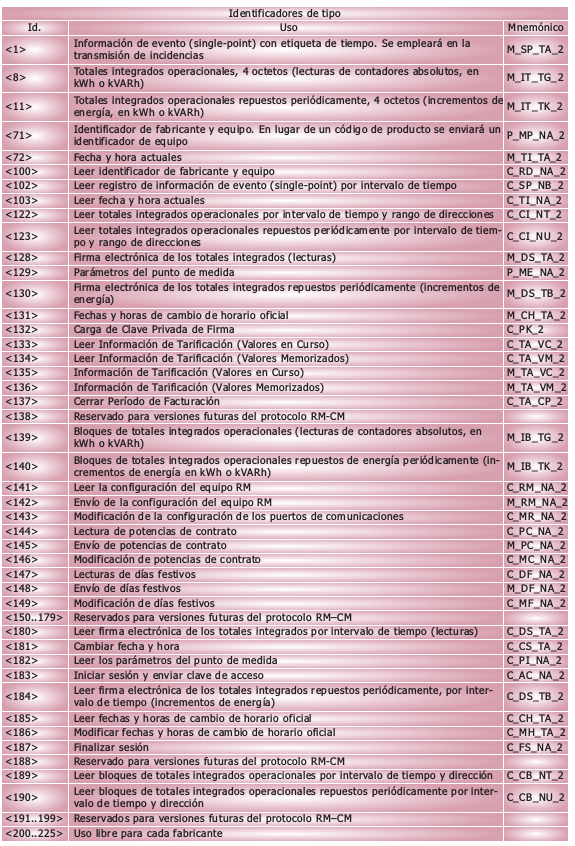 Identificadores de tipo
Id. Uso Mnemónico
<1> Información de evento (single-point) con etiqueta de tiempo. Se empleará en la
transmisión de incidencias M_SP_TA_2
<8> Totales integrados operacionales, 4 octetos (lecturas de contadores absolutos, en
kWh o kVARh) M_IT_TG_2
<11> Totales integrados operacionales repuestos periódicamente, 4 octetos (incrementos de
energía, en kWh o kVARh) M_IT_TK_2
<71> Identificador de fabricante y equipo. En lugar de un código de producto se enviará un
identificador de equipo P_MP_NA_2
<72> Fecha y hora actuales M_TI_TA_2
<100> Leer identificador de fabricante y equipo C_RD_NA_2
<102> Leer registro de información de evento (single-point) por intervalo de tiempo C_SP_NB_2
<103> Leer fecha y hora actuales C_TI_NA_2
<122> Leer totales integrados operacionales por intervalo de tiempo y rango de direcciones C_CI_NT_2
<123> Leer totales integrados operacionales repuestos periódicamente por intervalo de tiem-
po y rango de direcciones C_CI_NU_2
<128> Firma electrónica de los totales integrados (lecturas) M_DS_TA_2
<129> Parámetros del punto de medida P_ME_NA_2
<130> Firma electrónica de los totales integrados repuestos periódicamente (incrementos de
energía) M_DS_TB_2
<131> Fechas y horas de cambio de horario oficial M_CH_TA_2
<132> Carga de Clave Privada de Firma C_PK_2
<133> Leer Información de Tarificación (Valores en Curso) C_TA_VC_2
<134> Leer Información de Tarificación (Valores Memorizados) C_TA_VM_2
<135> Información de Tarificación (Valores en Curso) M_TA_VC_2
<136> Información de Tarificación (Valores Memorizados) M_TA_VM_2
<137> Cerrar Período de Facturación C_TA_CP_2
<138> Reservado para versiones futuras del protocolo RM-CM
<139> Bloques de totales integrados operacionales (lecturas de contadores absolutos, en
kWh o kVARh) M_IB_TG_2
<140> Bloques de totales integrados operacionales repuestos de energía periódicamente (in-
crementos de energía en kWh o kVARh) M_IB_TK_2
<141> Leer la configuración del equipo RM C_RM_NA_2
<142> Envío de la configuración del equipo RM M_RM_NA_2
<143> Modificación de la configuración de los puertos de comunicaciones C_MR_NA_2
<144> Lectura de potencias de contrato C_PC_NA_2
<145> Envío de potencias de contrato M_PC_NA_2
<146> Modificación de potencias de contrato C_MC_NA_2
<147> Lecturas de días festivos C_DF_NA_2
<148> Envío de días festivos M_DF_NA_2
<149> Modificación de días festivos C_MF_NA_2
<150..179> Reservados para versiones futuras del protocolo RM–CM
<180> Leer firma electrónica de los totales integrados por intervalo de tiempo (lecturas) C_DS_TA_2
<181> Cambiar fecha y hora C_CS_TA_2
<182> Leer los parámetros del punto de medida C_PI_NA_2
<183> Iniciar sesión y enviar clave de acceso C_AC_NA_2
<184> Leer firma electrónica de los totales integrados repuestos periódicamente, por inter-
valo de tiempo (incrementos de energía) C_DS_TB_2
<185> Leer fechas y horas de cambio de horario oficial C_CH_TA_2
<186> Modificar fechas y horas de cambio de horario oficial C_MH_TA_2
<187> Finalizar sesión C_FS_NA_2
<188> Reservado para versiones futuras del protocolo RM-CM
<189> Leer bloques de totales integrados operacionales por intervalo de tiempo y dirección C_CB_NT_2
<190> Leer bloques de totales integrados operacionales repuestos periódicamente por inter-
valo de tiempo y dirección C_CB_NU_2
<191..199> Reservados para versiones futuras del protocolo RM–CM
<200..225> Uso libre para cada fabricante